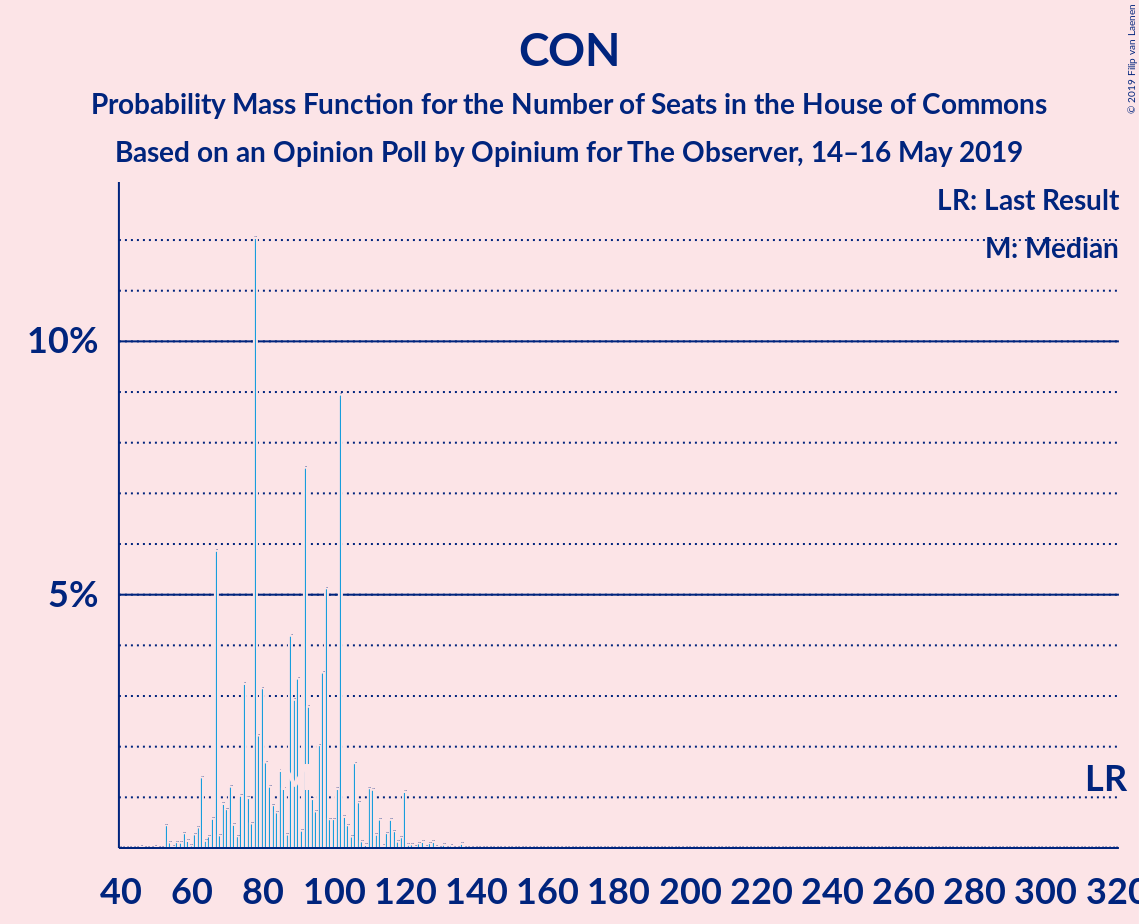 CON
Probability Mass Function for the Number of Seats in the House of Commons
Based on an Opinion Poll by Opinium for The Observer, 14–16 May 2019
© 2019 Filip van Laenen
LR: Last Result
M: Median
10%
5%
LR
M
40 60 80 100 120 140 160 180 200 220 240 260 280 300 320